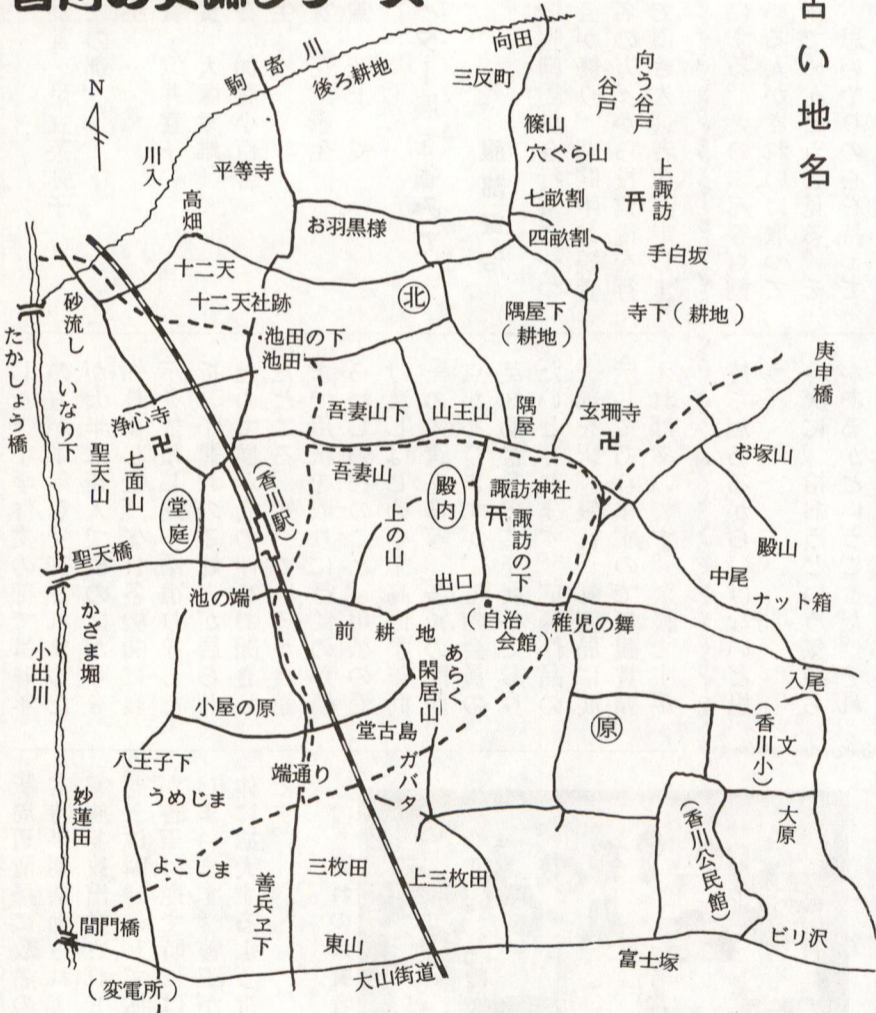 古い地名
N
駒寄川
後ろ耕地
向田
三反町
向う谷戸
谷戸
川入
平等寺
篠山
穴ぐら山
上諏訪
高畑
お羽黒様
七畝割
四畝割
手白坂
十二天
十二天社跡
北
隅屋下
(耕地)
寺下(耕地)
砂流し
池田の下
池田
たかしょう橋
いなり下
庚申橋
浄心寺
吾妻山下
山王山
隅屋
玄珊寺
聖天山
七面山
お塚山
(香川駅)
吾妻山
殿内
諏訪神社
堂庭
上の山
諏訪の下
殿山
聖天橋
出口
中尾
池の端
ナット箱
前耕地
(自治
会館)
稚児の舞
かざま堀
小出川
あらく
閑居山
入尾
小屋の原
堂古島
原
(香川小)
文
八王子下
端通り
ガバタ
うめじま
妙蓮田
大原
(香川公民館)
よこしま
善兵ヱ下
三枚田
上三枚田
間門橋
東山
ビリ沢
大山街道
富士塚
(変電所)